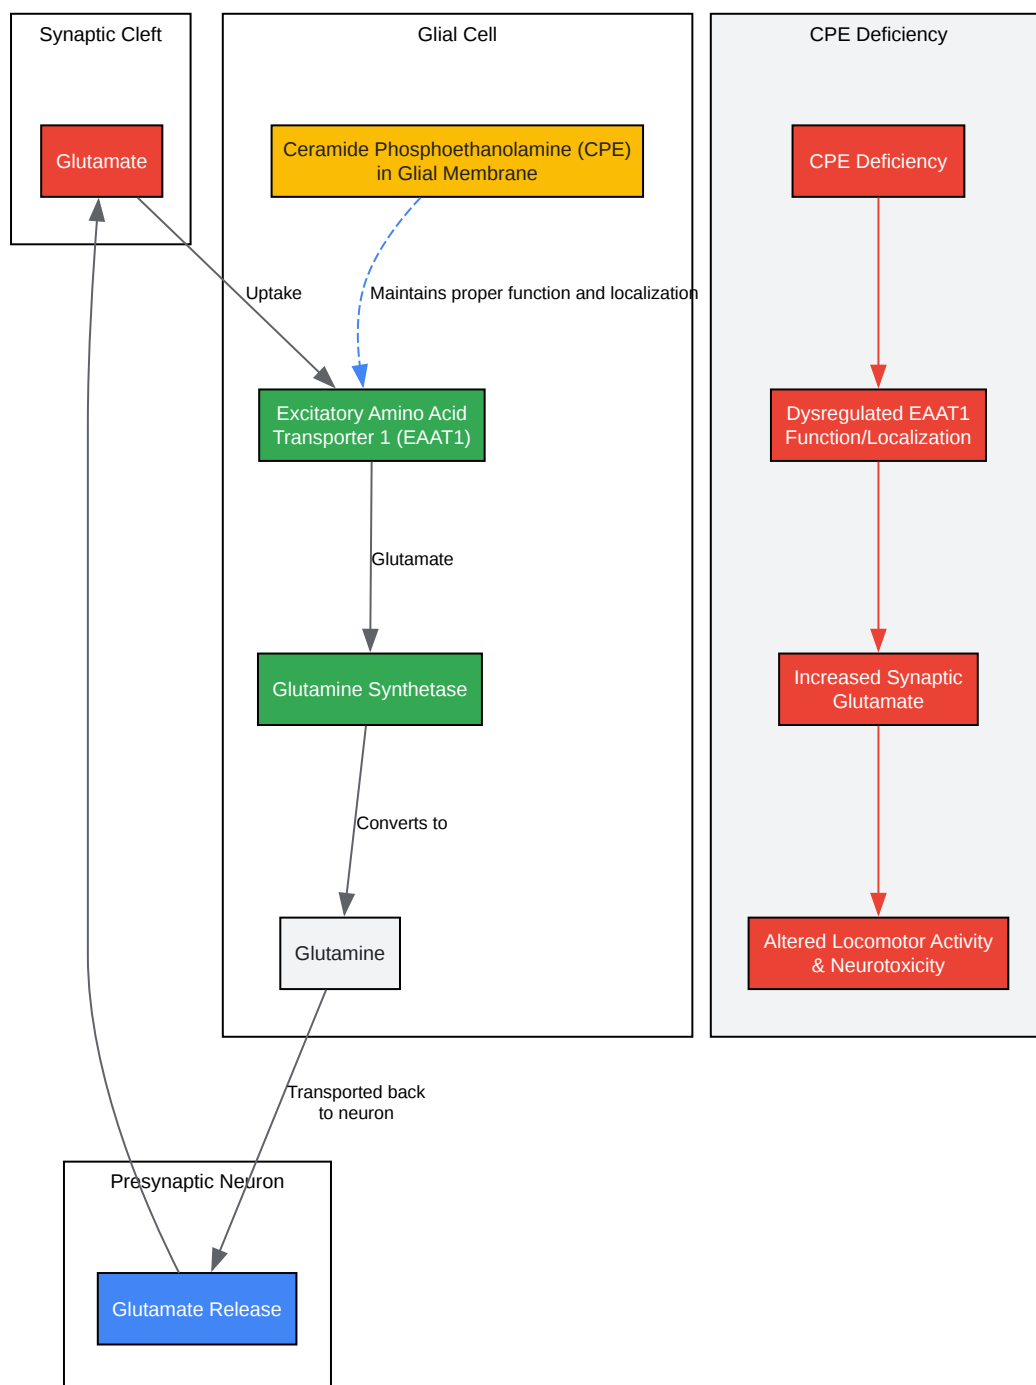 Synaptic Cleft
Glutamate
Glial Cell
Ceramide Phosphoethanolamine (CPE)
in Glial Membrane
Uptake
Maintains proper function and localization
Excitatory Amino Acid
Transporter 1 (EAAT1)
Glutamate
Glutamine Synthetase
Converts to
Glutamine
Transported back
to neuron
Presynaptic Neuron
Glutamate Release
CPE Deficiency
CPE Deficiency
Dysregulated EAAT1
Function/Localization
Increased Synaptic
Glutamate
Altered Locomotor Activity
& Neurotoxicity